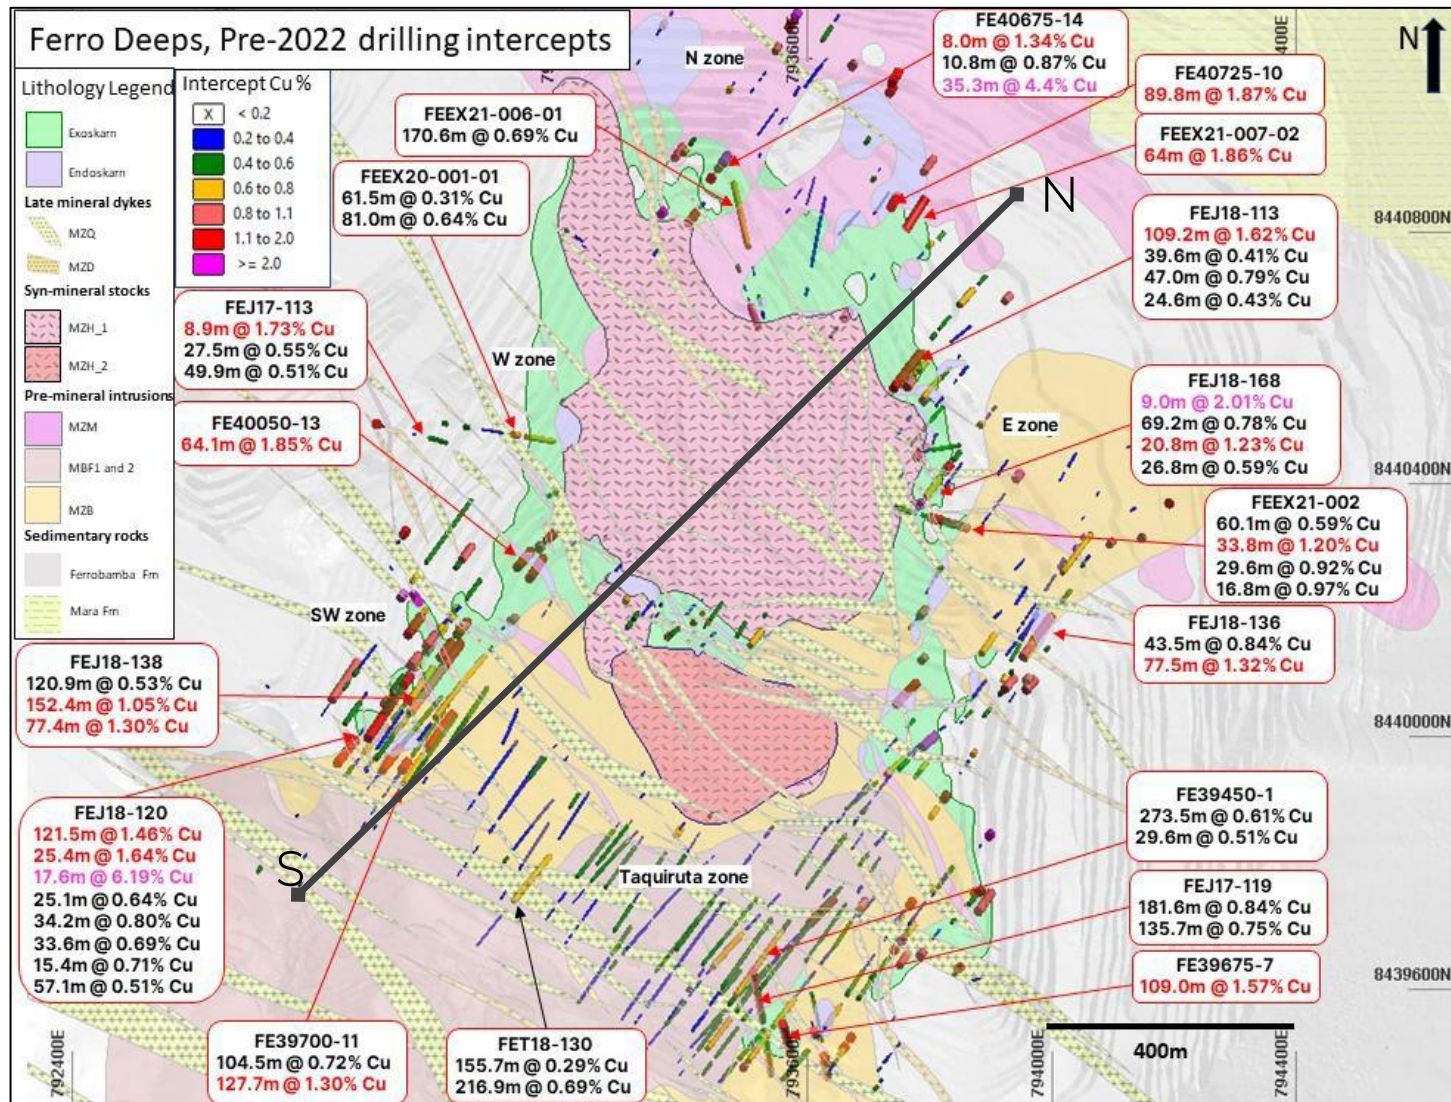 Ferro Deeps, Pre-2022 drilling intercepts
N
Lithology Legend
Exoskarn
Endoskarn
Late mineral dykes
MZQ
MZD
Syn-mineral stocks
MZH_1
MZH_2
Pre-mineral intrusions
MZM
MBF1 and 2
MZB
Sedimentary rocks
Ferrobamba Fm
Mara Fm
Intercept Cu %
X < 0.2
0.2 to 0.4
0.4 to 0.6
0.6 to 0.8
0.8 to 1.1
1.1 to 2.0
>= 2.0
N zone
793600E
400E
FE40675-14
8.0m @ 1.34% Cu
10.8m @ 0.87% Cu
35.3m @ 4.4% Cu
FE40725-10
89.8m @ 1.87% Cu
FEEX21-006-01
170.6m @ 0.69% Cu
FEEX21-007-02
64m @ 1.86% Cu
FEEX20-001-01
61.5m @ 0.31% Cu
81.0m @ 0.64% Cu
N
8440800N
FEJ18-113
109.2m @ 1.62% Cu
39.6m @ 0.41% Cu
47.0m @ 0.79% Cu
24.6m @ 0.43% Cu
FEJ17-113
8.9m @ 1.73% Cu
27.5m @ 0.55% Cu
49.9m @ 0.51% Cu
W zone
FE40050-13
64.1m @ 1.85% Cu
FEJ18-168
9.0m @ 2.01% Cu
69.2m @ 0.78% Cu
20.8m @ 1.23% Cu
26.8m @ 0.59% Cu
E zone
8440400N
FEEX21-002
60.1m @ 0.59% Cu
33.8m @ 1.20% Cu
29.6m @ 0.92% Cu
16.8m @ 0.97% Cu
SW zone
FEJ18-136
43.5m @ 0.84% Cu
77.5m @ 1.32% Cu
FEJ18-138
120.9m @ 0.53% Cu
152.4m @ 1.05% Cu
77.4m @ 1.30% Cu
8440000N
FEJ18-120
121.5m @ 1.46% Cu
25.4m @ 1.64% Cu
17.6m @ 6.19% Cu
25.1m @ 0.64% Cu
34.2m @ 0.80% Cu
33.6m @ 0.69% Cu
15.4m @ 0.71% Cu
57.1m @ 0.51% Cu
S
Taquiruta zone
FE39450-1
273.5m @ 0.61% Cu
29.6m @ 0.51% Cu
FEJ17-119
181.6m @ 0.84% Cu
135.7m @ 0.75% Cu
FE39675-7
109.0m @ 1.57% Cu
8439600N
FE39700-11
104.5m @ 0.72% Cu
127.7m @ 1.30% Cu
FET18-130
155.7m @ 0.29% Cu
216.9m @ 0.69% Cu
400m
792400E
793600E
794000E
794400E